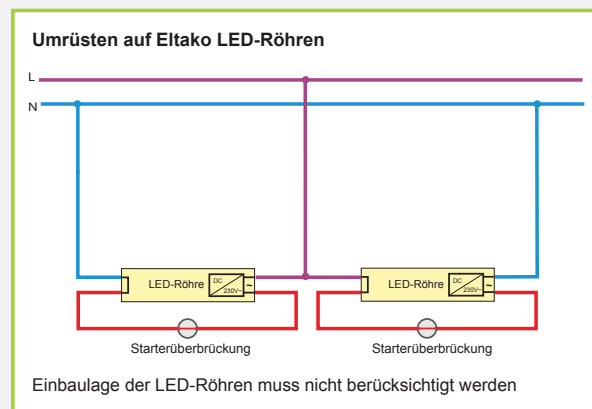 Umrüsten auf Eltako LED-Röhren
L
N
LED-Röhre
DC
230V~
~
LED-Röhre
DC
230V~
~
Starterüberbrückung
Starterüberbrückung
Einbaulage der LED-Röhren muss nicht berücksichtigt werden